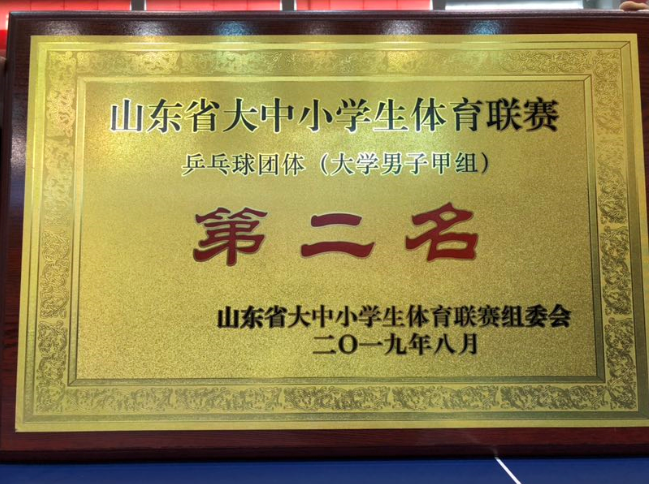 山东省大中小学生体育联赛
乒乓球团体（大学男子甲组）
第二名
山东省大中小学生体育联赛组委会
二〇一九年八月